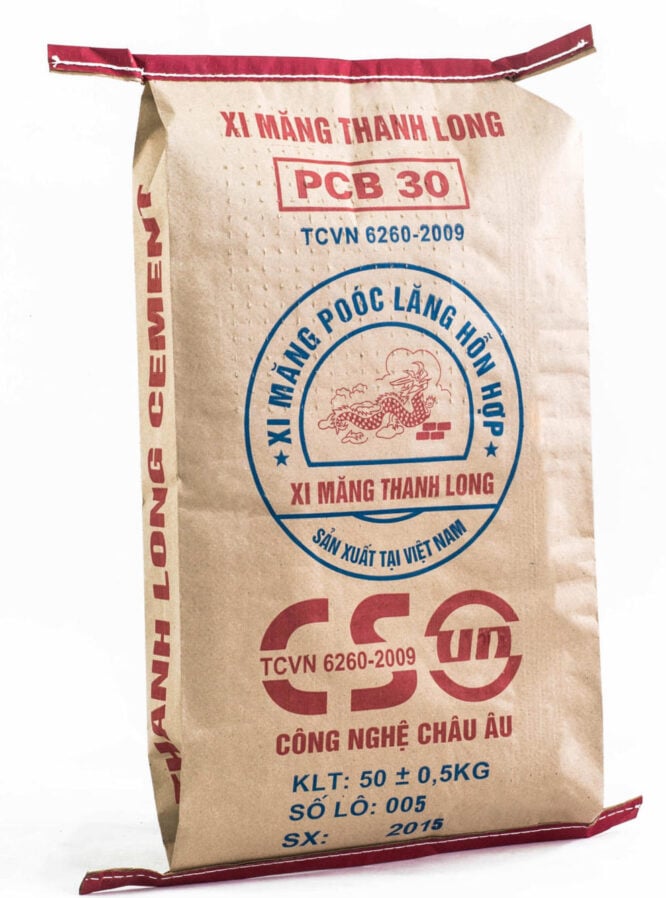 XI MĂNG THANH LONG
PCB 30
TCVN 6260-2009
XI MĂNG POÓC LĂNG HỖN HỢP
XI MĂNG THANH LONG
SẢN XUẤT TẠI VIỆT NAM
CS un
TCVN 6260-2009
CÔNG NGHỆ CHÂU ÂU
KLT: 50 ± 0,5KG
SỐ LÔ: 005
SX: 2015
THANH LONG CEMENT